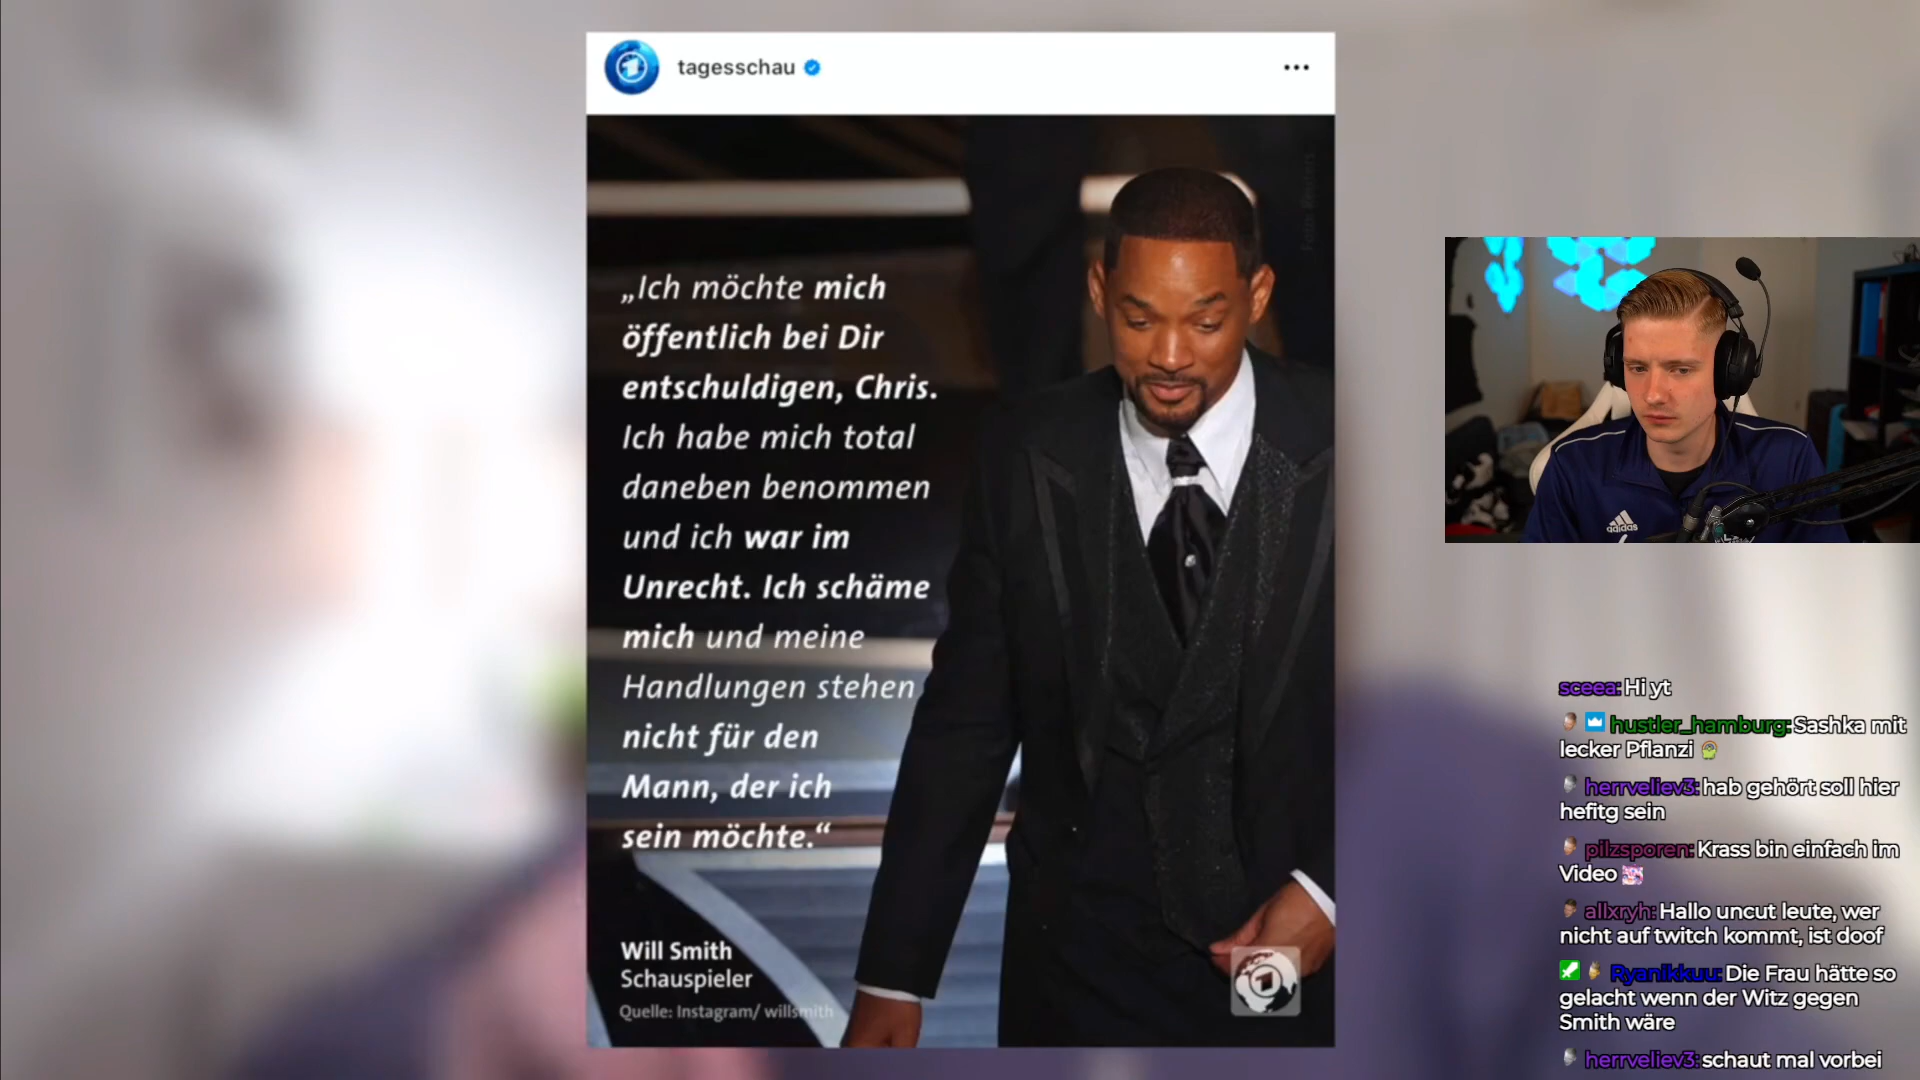 tagesschau
„Ich möchte mich
öffentlich bei Dir
entschuldigen, Chris.
Ich habe mich total
daneben benommen
und ich war im
Unrecht. Ich schäme
mich und meine
Handlungen stehen
nicht für den
Mann, der ich
sein möchte.“
Will Smith
Schauspieler
Quelle: Instagram/ willsmith
adidas
sceea: Hi yt
hustler_hamburg: Sashka mit
lecker Pflanzi
herrveliev3: hab gehört soll hier
hefitg sein
pilzsporen: Krass bin einfach im
Video
allxryh: Hallo uncut leute, wer
nicht auf twitch kommt, ist doof
Ryanikkuu: Die Frau hätte so
gelacht wenn der Witz gegen
Smith wäre
herrveliev3: schaut mal vorbei